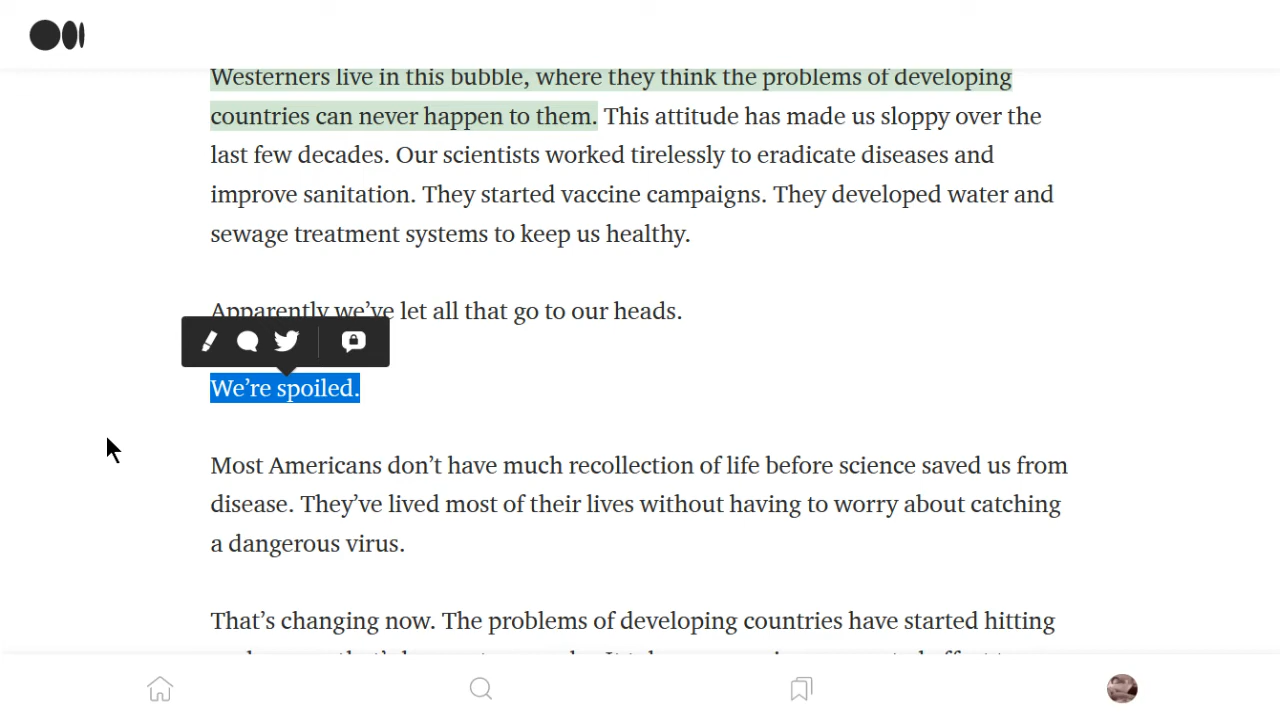 Westerners live in this bubble, where they think the problems of developing
countries can never happen to them. This attitude has made us sloppy over the
last few decades. Our scientists worked tirelessly to eradicate diseases and
improve sanitation. They started vaccine campaigns. They developed water and
sewage treatment systems to keep us healthy.
Apparently we’ve let all that go to our heads.
We’re spoiled.
Most Americans don’t have much recollection of life before science saved us from
disease. They’ve lived most of their lives without having to worry about catching
a dangerous virus.
That’s changing now. The problems of developing countries have started hitting